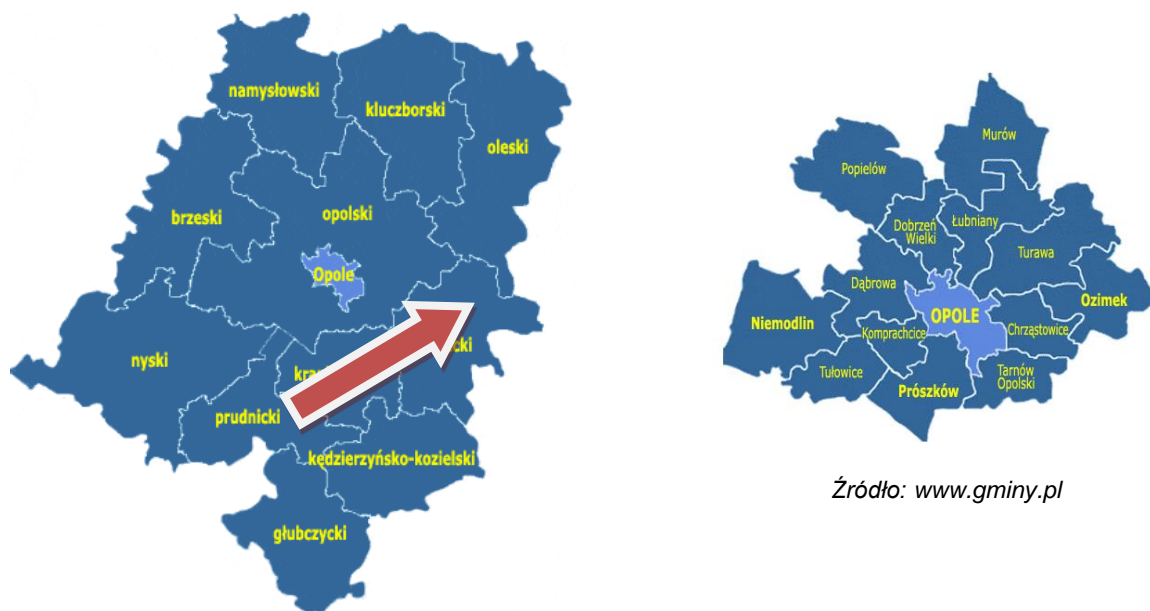 namysłowski
kluczborski
oleski
brzeski
opolski
Opole
nyski
prudnicki
kędzierzyńsko-kozielski
głubczycki
Murów
Popielów
Dobrzeń
Wielki
Łubniany
Turawa
Dąbrowa
Ozimek
Niemodlin
OPOLE
Komprachcice
Chrząstowice
Tułowice
Prószków
Tarnów
Opolski
Źródło: www.gminy.pl